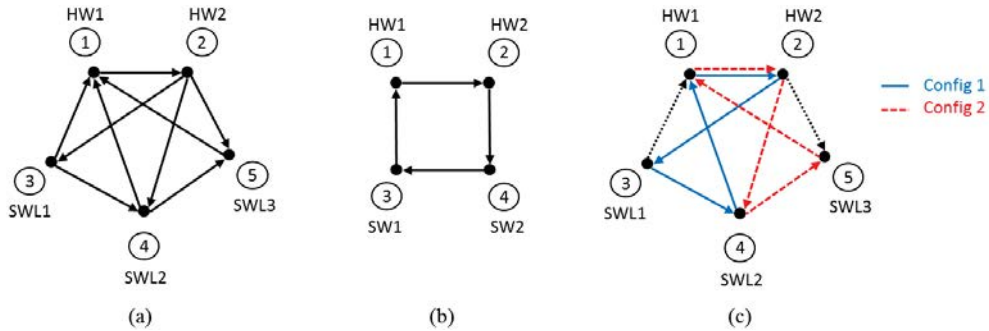 HW1 HW2
1 2
3 5
SWL1 SWL3
4
SWL2
(a)
HW1 HW2
1 2
3 4
SW1 SW2
(b)
HW1 HW2
1 2
3 5
SWL1 SWL3
4
SWL2
(c)
Config 1
Config 2